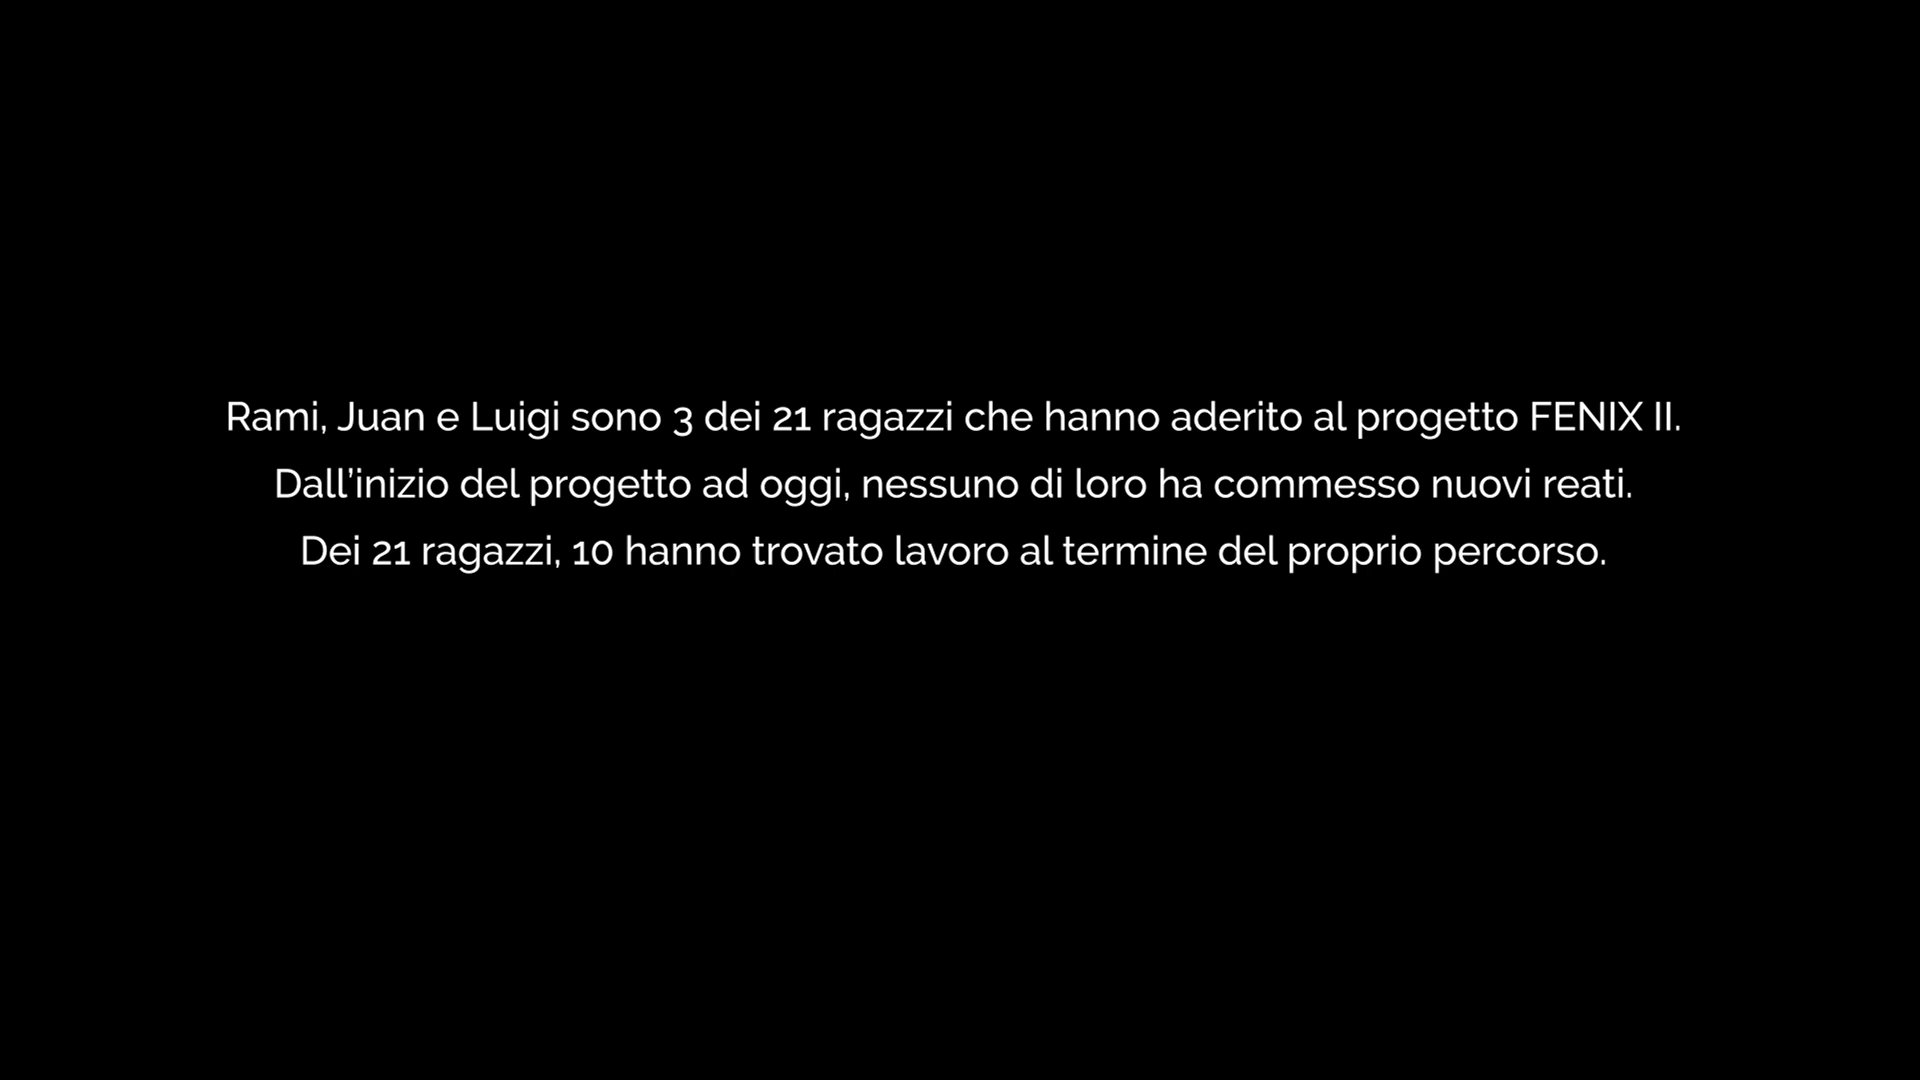 Rami, Juan e Luigi sono 3 dei 21 ragazzi che hanno aderito al progetto FENIX II.
Dall’inizio del progetto ad oggi, nessuno di loro ha commesso nuovi reati.
Dei 21 ragazzi, 10 hanno trovato lavoro al termine del proprio percorso.